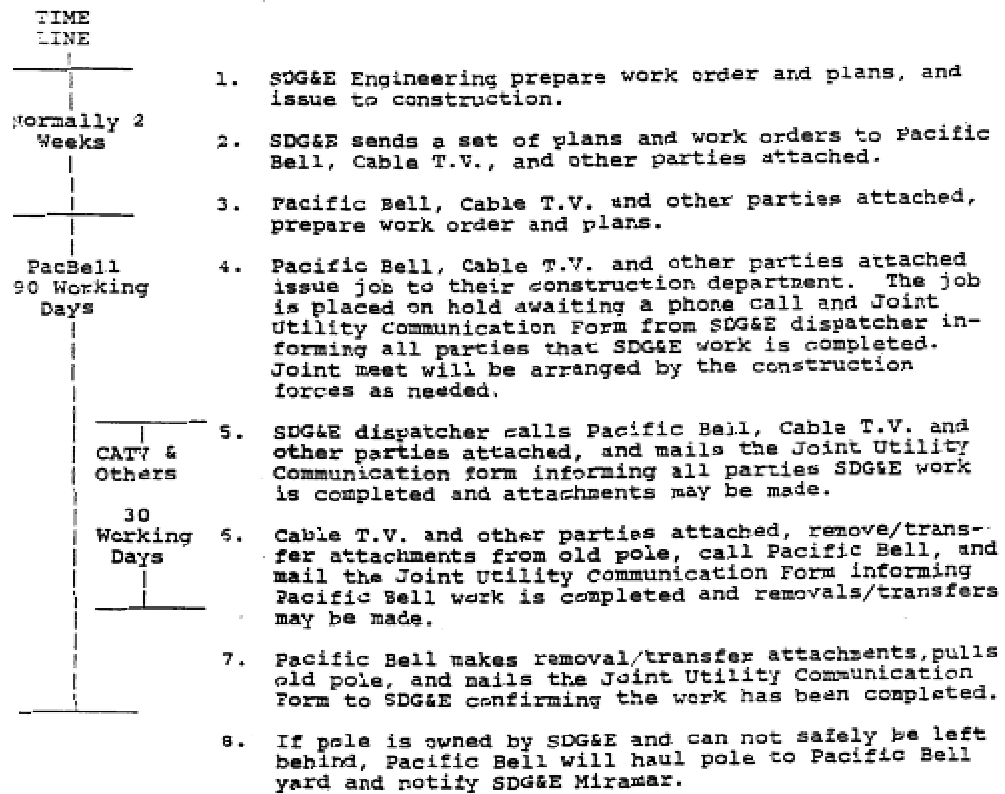 TIME
LINE
Normally 2
Weeks
PacBell
90 Working
Days
CATV &
Others
30
Working
Days
1. SDG&E Engineering prepare work order and plans, and
issue to construction.
2. SDG&E sends a set of plans and work orders to Pacific
Bell, Cable T.V., and other parties attached.
3. Pacific Bell, Cable T.V. and other parties attached,
prepare work order and plans.
4. Pacific Bell, Cable T.V. and other parties attached
issue job to their construction department. The job
is placed on hold awaiting a phone call and Joint
Utility Communication Form from SDG&E dispatcher in-
forming all parties that SDG&E work is completed.
Joint meet will be arranged by the construction
forces as needed.
5. SDG&E dispatcher calls Pacific Bell, Cable T.V. and
other parties attached, and mails the Joint Utility
Communication form informing all parties SDG&E work
is completed and attachments may be made.
6. Cable T.V. and other parties attached, remove/trans-
fer attachments from old pole, call Pacific Bell, and
mail the Joint Utility Communication Form informing
Pacific Bell work is completed and removals/transfers
may be made.
7. Pacific Bell makes removal/transfer attachments,pulls
old pole, and mails the Joint Utility Communication
Form to SDG&E confirming the work has been completed.
8. If pole is owned by SDG&E and can not safely be left
behind, Pacific Bell will haul pole to Pacific Bell
yard and notify SDG&E Miramar.